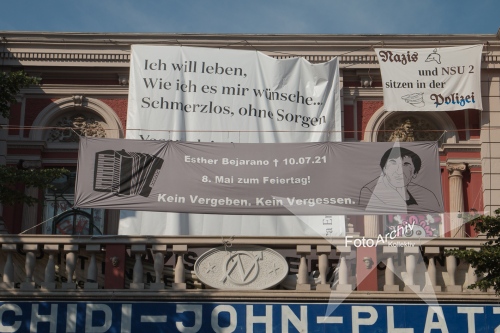 Ich will leben,
Wie ich es mir wünsche...
Schmerzlos, ohne Sorgen
Nazis
und NSU 2
sitzen in der
Polizei
Esther Bejarano † 10.07.21
8. Mai zum Feiertag!
Kein Vergeben. Kein Vergessen.
FotoArchiv
CHIDI-JOHN-PLAT